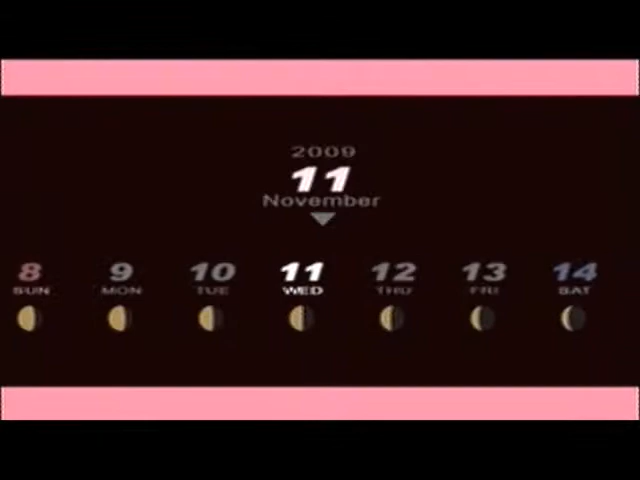 2009
11
November
8 9 10 11 12 13 14
SUN MON TUE WED THU FRI SAT